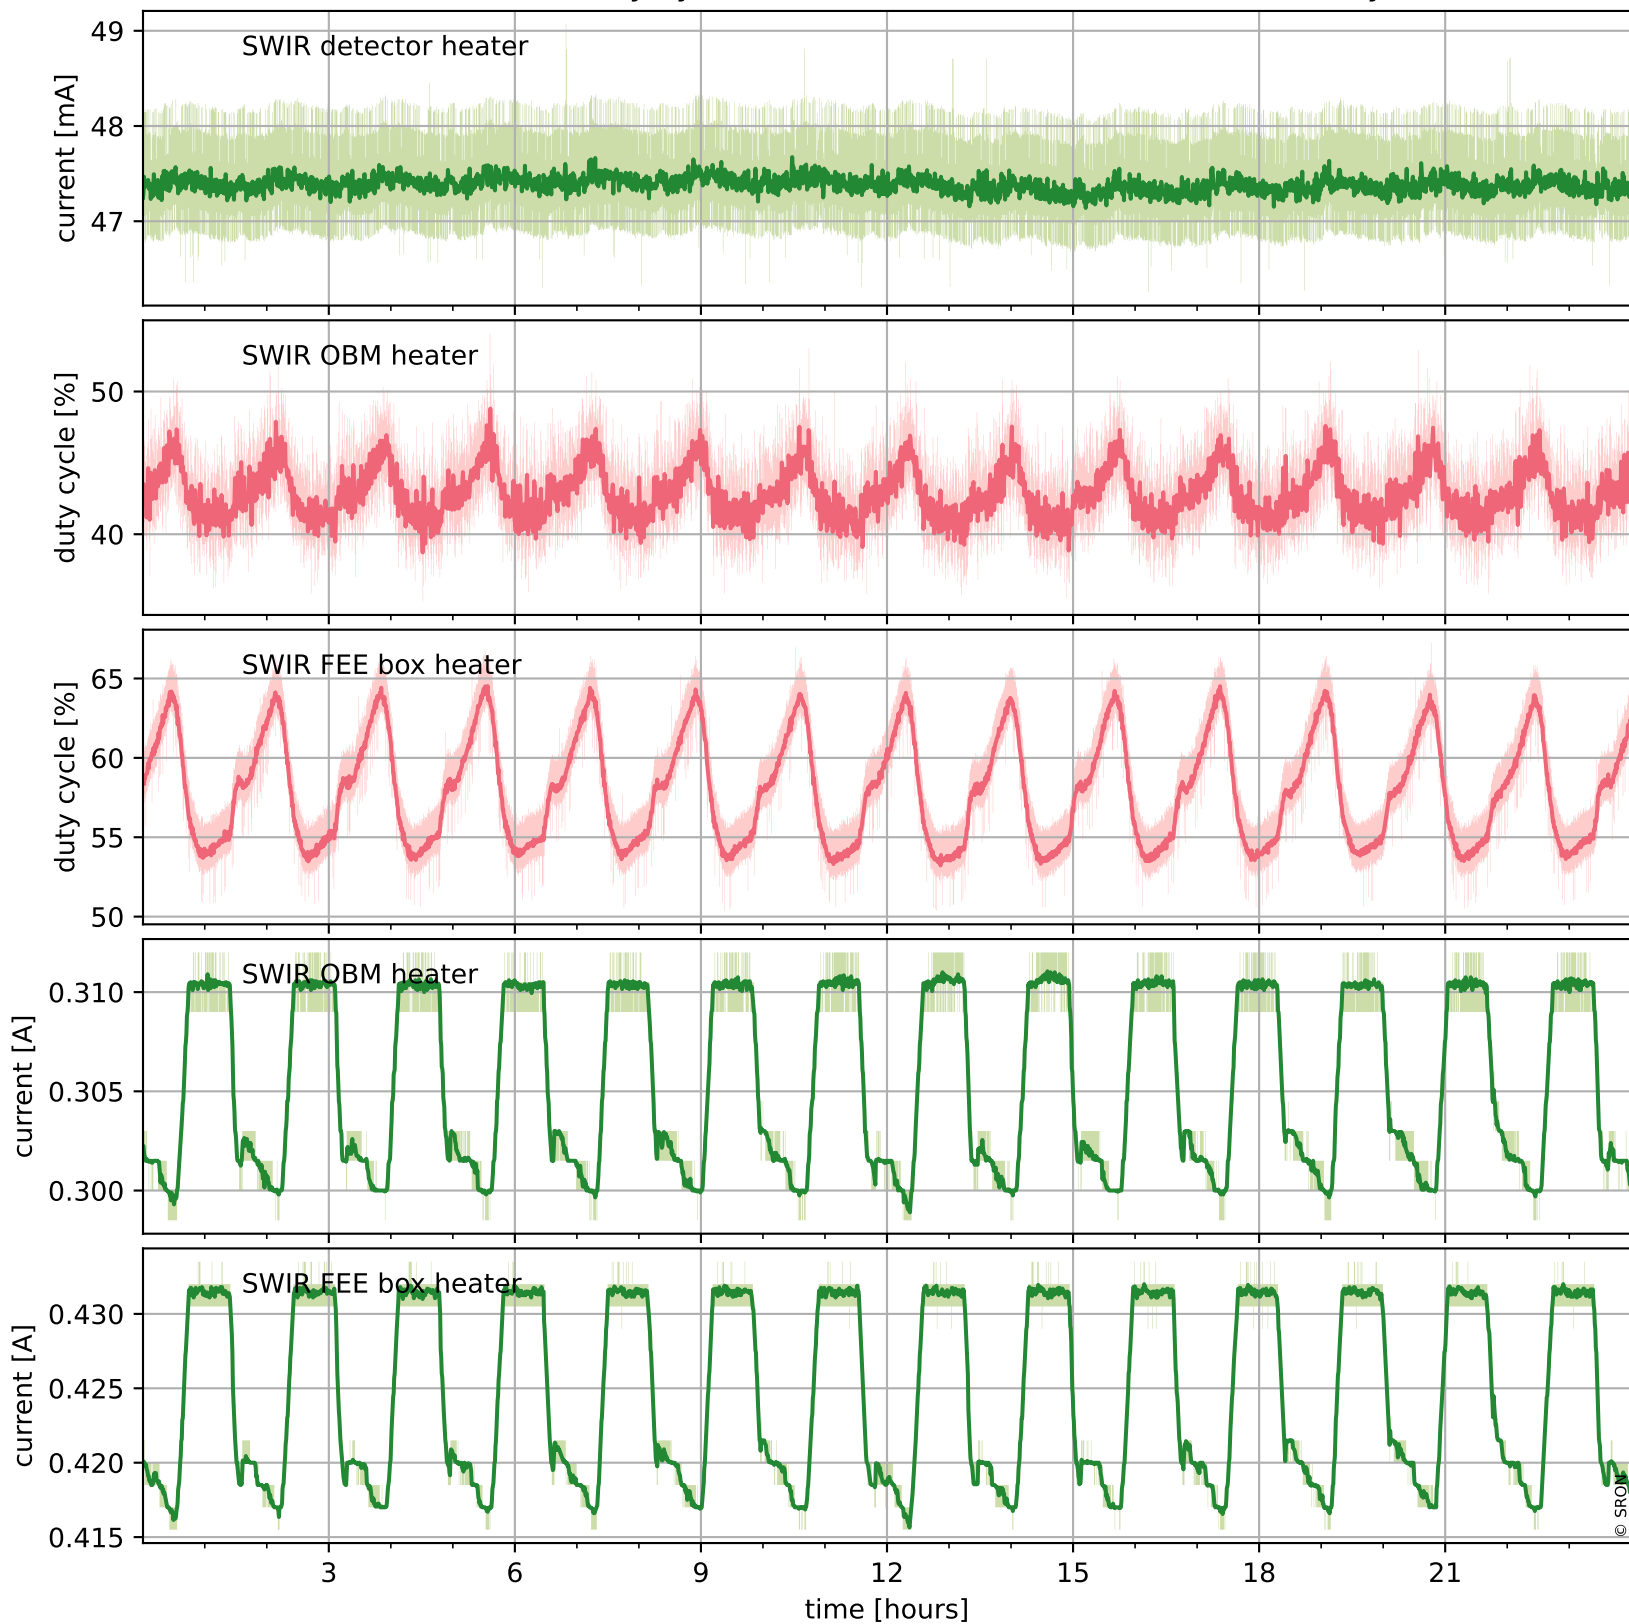 SWIR detector heater
current [mA]
49
48
47
SWIR OBM heater
duty cycle [%]
50
40
SWIR FEE box heater
duty cycle [%]
65
60
55
50
SWIR OBM heater
current [A]
0.310
0.305
0.300
SWIR FEE box heater
current [A]
0.430
0.425
0.420
0.415
© SRON
3 6 9 12 15 18 21
time [hours]